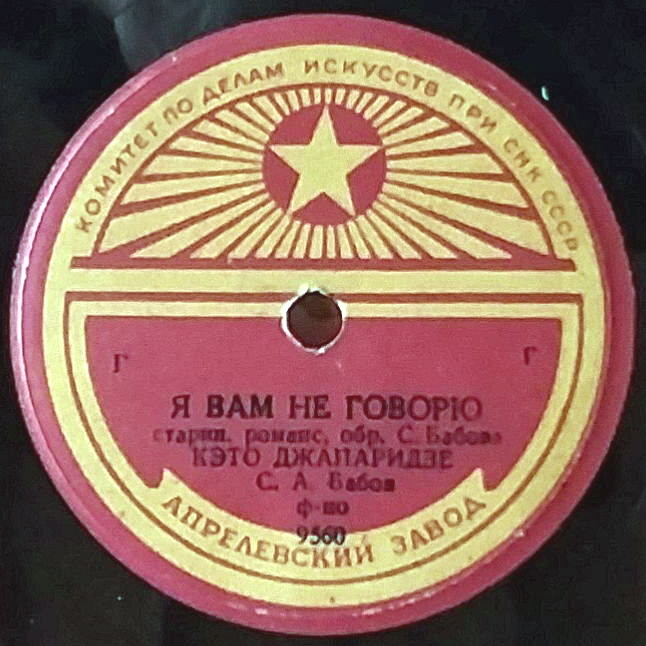 КОМИТЕТ ПО ДЕЛАМ ИСКУССТВ ПРИ СНК СССР
Г Г
Я ВАМ НЕ ГОВОРЮ
старин. романс, обр. С. Бабова
КЭТО ДЖАПАРИДЗЕ
С. А. Бабов
ф-по
9560
АПРЕЛЕВСКИЙ ЗАВОД